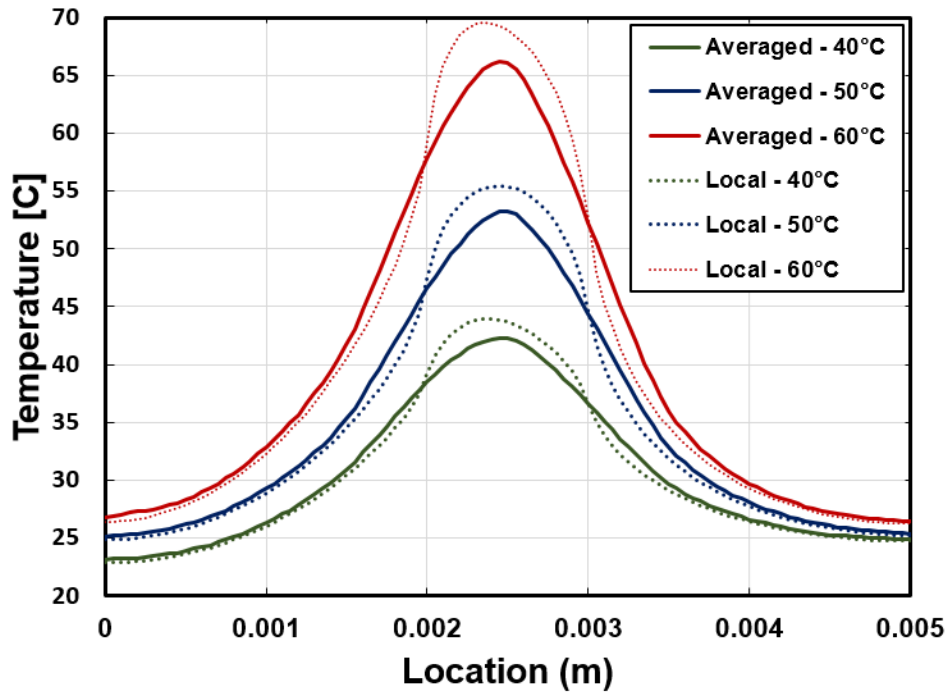 70
65
60
55
50
45
40
35
30
25
20
Temperature [C]
Averaged - 40°C
Averaged - 50°C
Averaged - 60°C
Local - 40°C
Local - 50°C
Local - 60°C
0 0.001 0.002 0.003 0.004 0.005
Location (m)